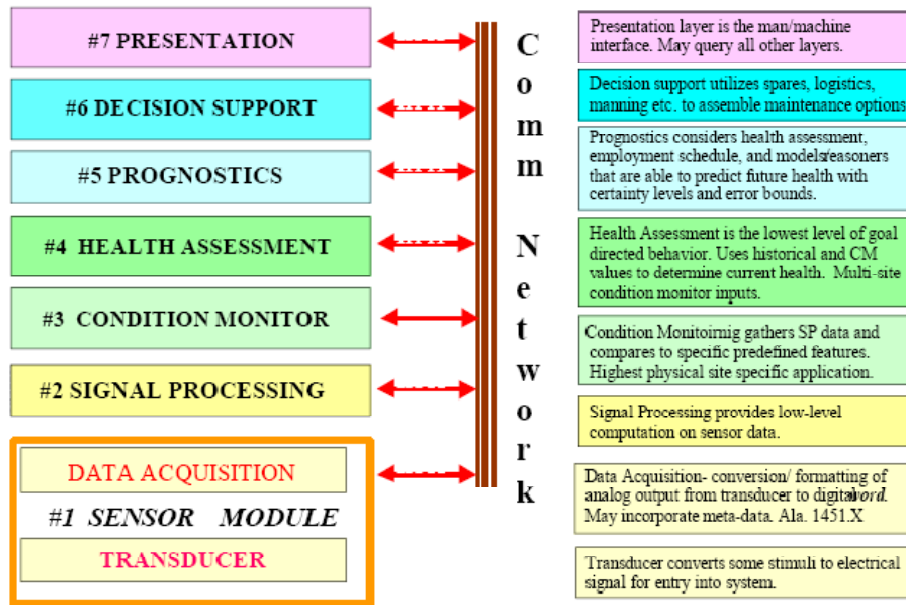 #7 PRESENTATION
#6 DECISION SUPPORT
#5 PROGNOSTICS
#4 HEALTH ASSESSMENT
#3 CONDITION MONITOR
#2 SIGNAL PROCESSING
DATA ACQUISITION
#1 SENSOR MODULE
TRANSDUCER
Comm Network
Presentation layer is the man/machine
interface. May query all other layers.
Decision support utilizes spares, logistics,
manning etc. to assemble maintenance options
Prognostics considers health assessment,
employment schedule, and models/easoners
that are able to predict future health with
certainty levels and error bounds.
Health Assessment is the lowest level of goal
directed behavior. Uses historical and CM
values to determine current health. Multi-site
condition monitor inputs.
Condition Monitoirnig gathers SP data and
compares to specific predefined features.
Highest physical site specific application.
Signal Processing provides low-level
computation on sensor data.
Data Acquisition- conversion/ formatting of
analog output from transducer to digitalword.
May incorporate meta-data. Ala. 1451.X
Transducer converts some stimuli to electrical
signal for entry into system.